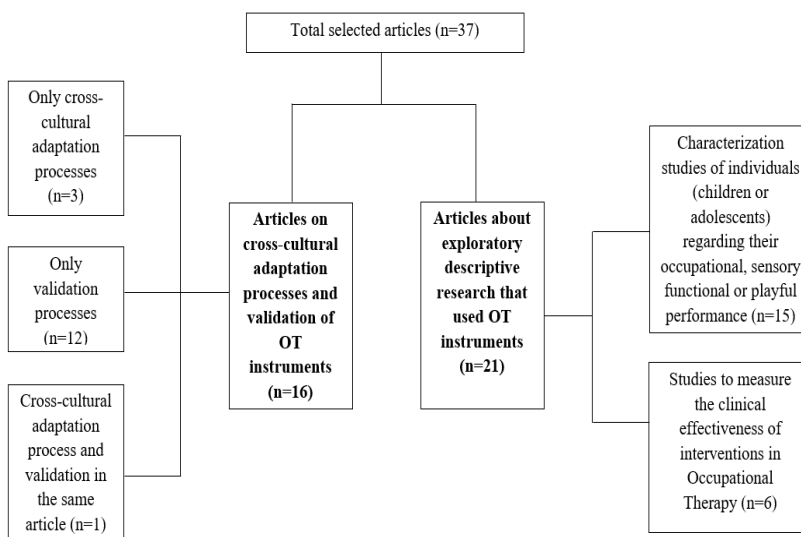 Total selected articles (n=37)
Only cross-
cultural
adaptation
processes
(n=3)
Only
validation
processes
(n=12)
Cross-cultural
adaptation
process and
validation in
the same
article (n=1)
Articles on
cross-cultural
adaptation
processes and
validation of
OT
instruments
(n=16)
Articles about
exploratory
descriptive
research that
used OT
instruments
(n=21)
Characterization
studies of individuals
(children or
adolescents)
regarding their
occupational, sensory
functional or playful
performance (n=15)
Studies to measure
the clinical
effectiveness of
interventions in
Occupational
Therapy (n=6)